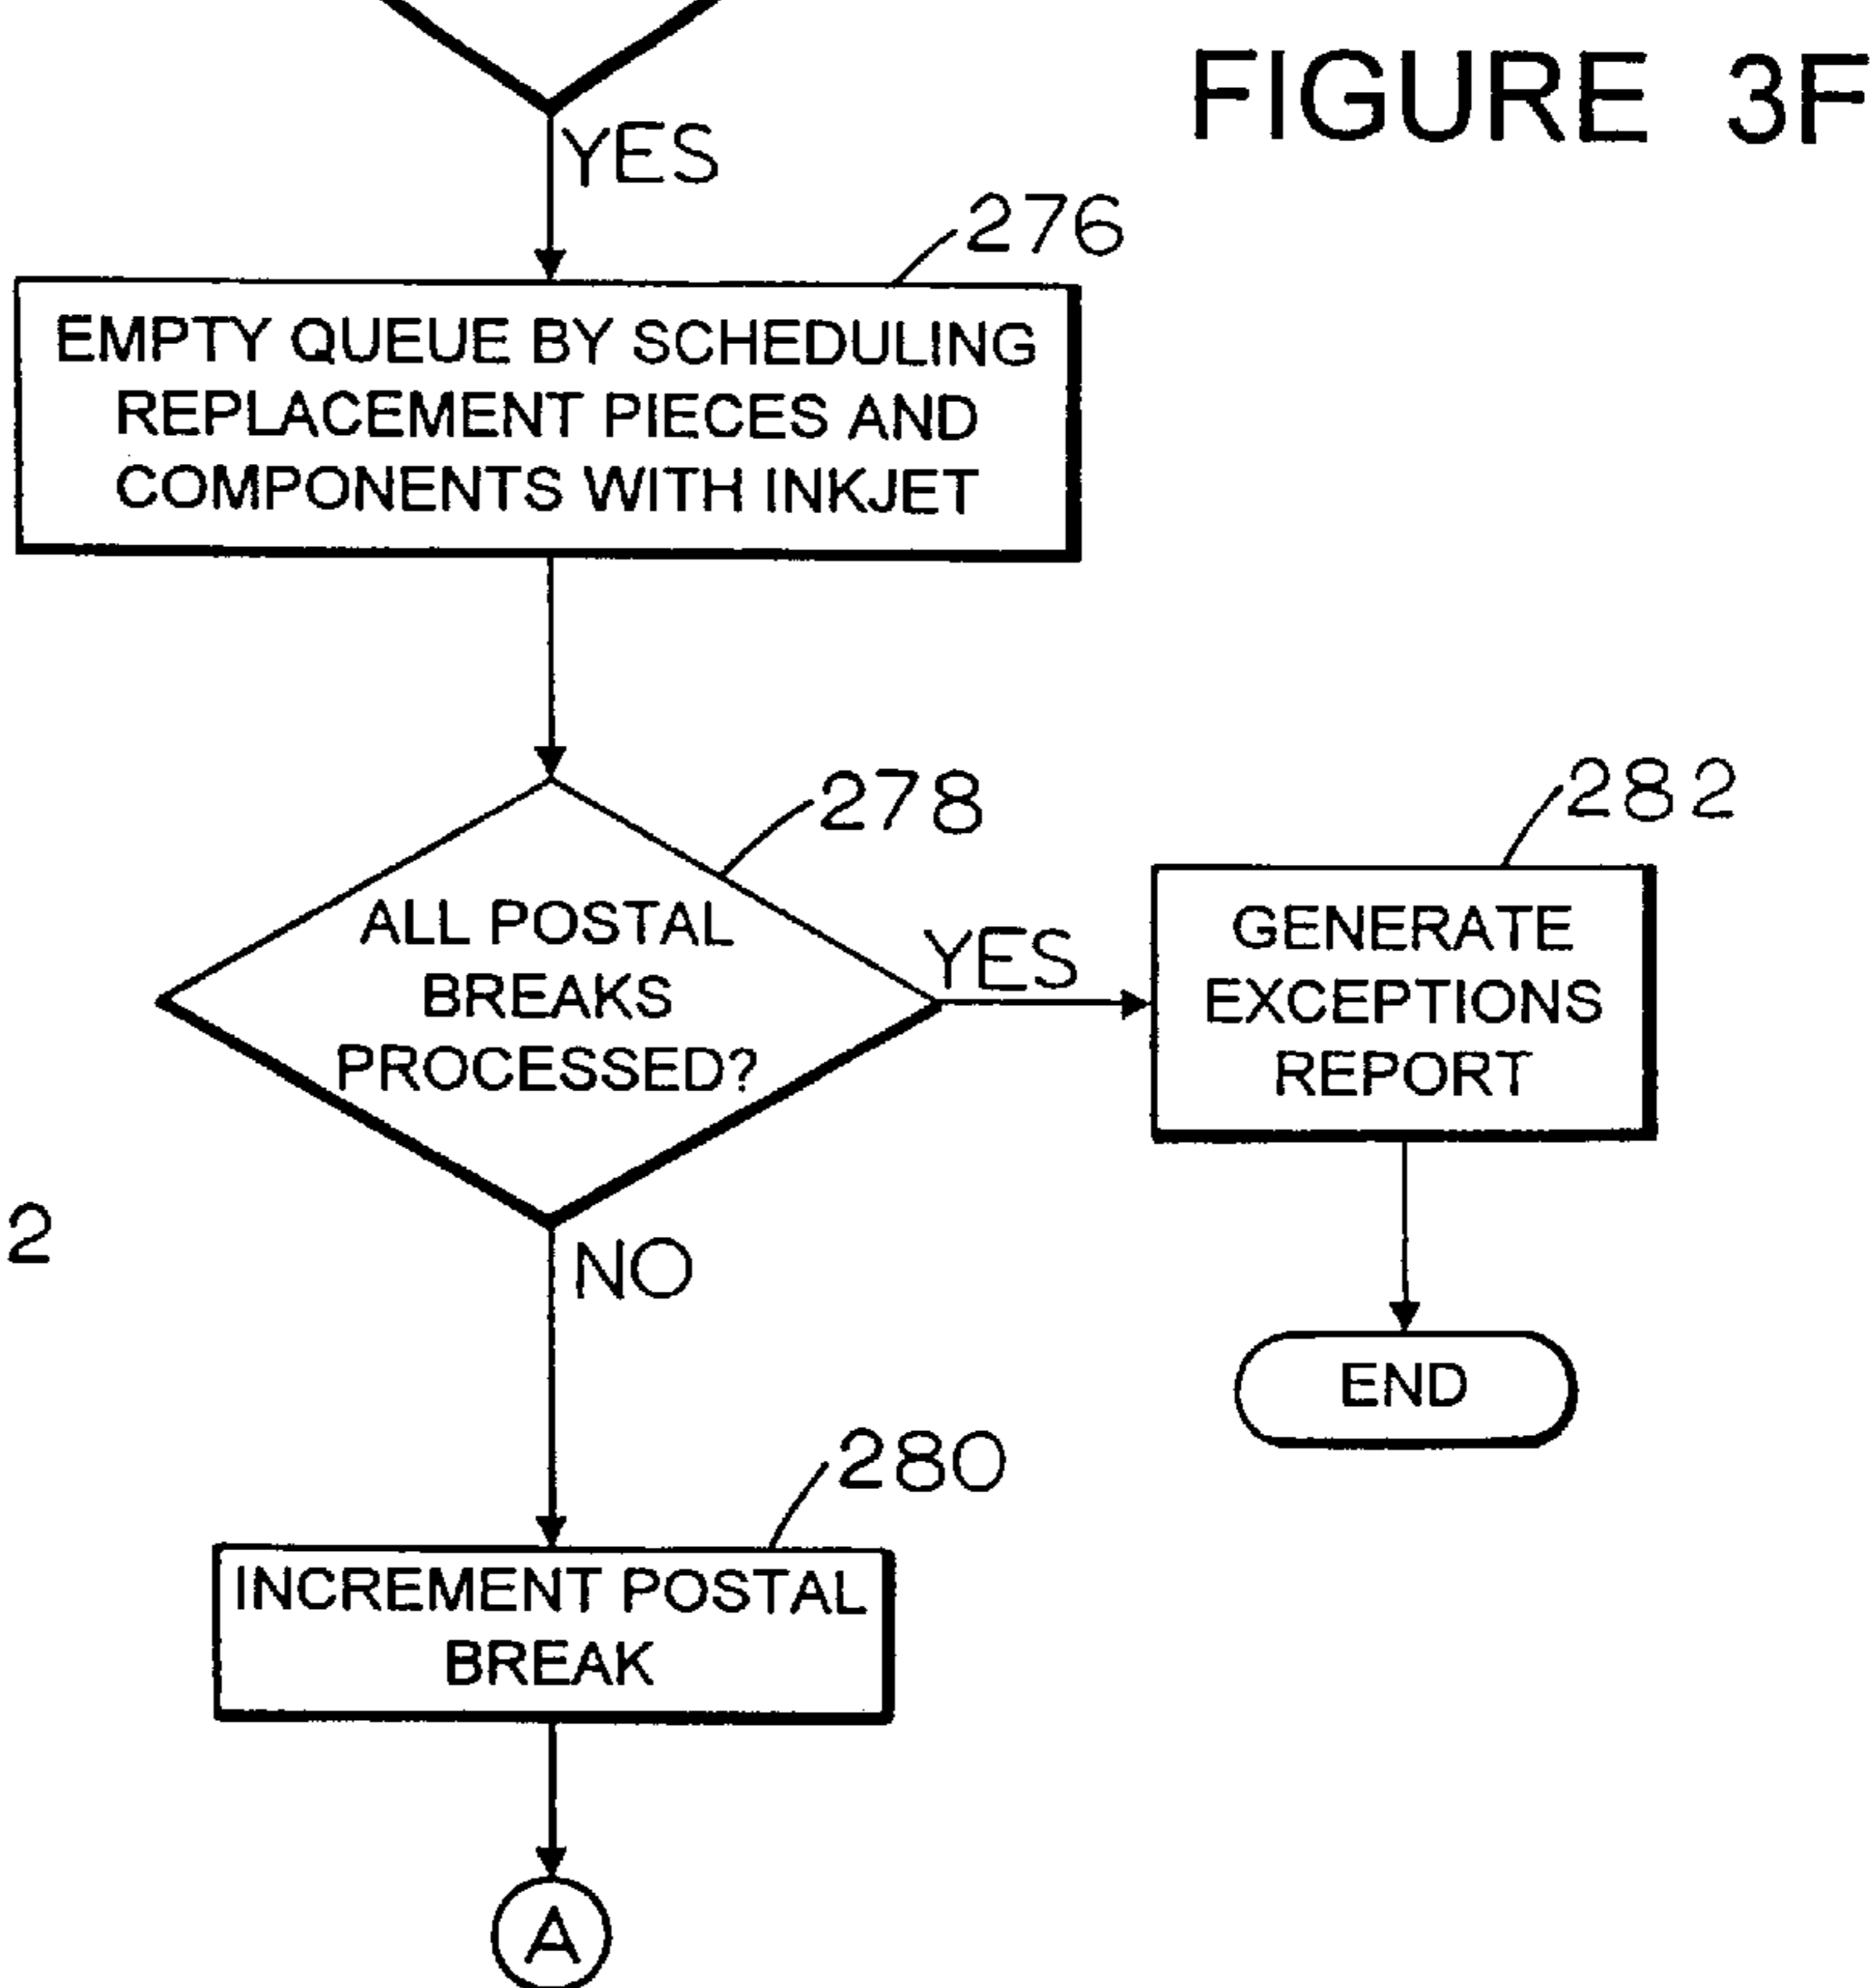 FIGURE 3F
YES
276
EMPTY QUEUE BY SCHEDULING
REPLACEMENT PIECES AND
COMPONENTS WITH INKJET
278
282
ALL POSTAL
BREAKS
PROCESSED?
YES
GENERATE
EXCEPTIONS
REPORT
2
NO
END
280
INCREMENT POSTAL
BREAK
A